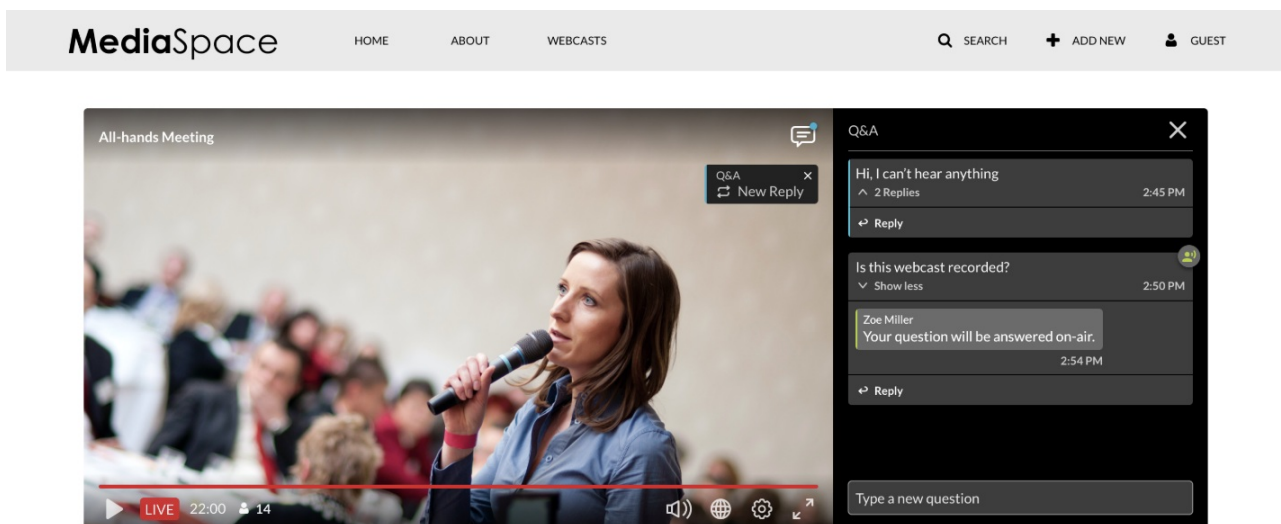 MediaSpace
HOME ABOUT WEBCASTS SEARCH ADD NEW GUEST
All-hands Meeting
Q&A
New Reply
LIVE 22:00 14
Q&A
Hi, I can't hear anything
2 Replies 2:45 PM
Reply
Is this webcast recorded?
Show less 2:50 PM
Zoe Miller
Your question will be answered on-air.
2:54 PM
Reply
Type a new question